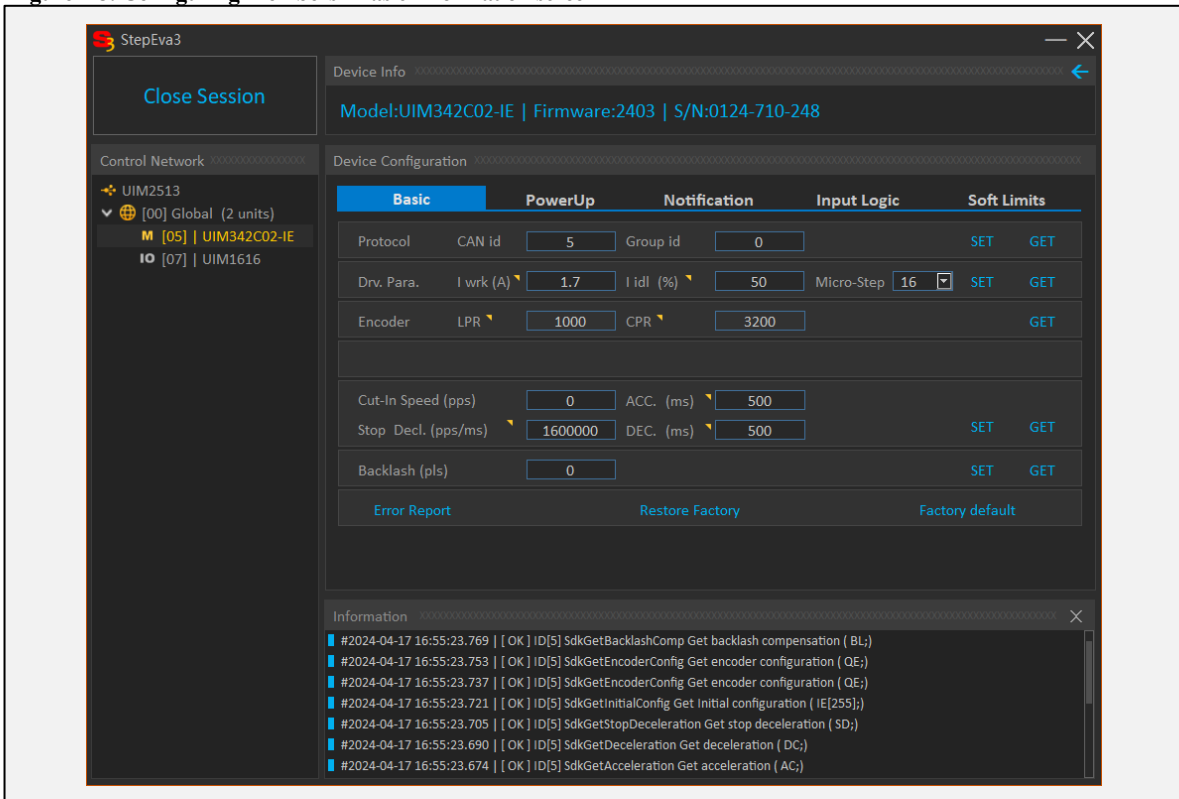 StepEva3
Close Session
Device Info
Model:UIM342C02-IE | Firmware:2403 | S/N:0124-710-248
Control Network
UIM2513
[00] Global (2 units)
M [05] | UIM342C02-IE
IO [07] | UIM1616
Device Configuration
Basic PowerUp Notification Input Logic Soft Limits
Protocol CAN id 5 Group id 0 SET GET
Drv. Para. I wrk (A) 1.7 I idl (%) 50 Micro-Step 16 SET GET
Encoder LPR 1000 CPR 3200 GET
Cut-In Speed (pps) 0 ACC. (ms) 500
Stop Decl. (pps/ms) 1600000 DEC. (ms) 500 SET GET
Backlash (pls) 0 SET GET
Error Report Restore Factory Factory default
Information
#2024-04-17 16:55:23.769 | [ OK ] ID[5] SdkGetBacklashComp Get backlash compensation ( BL;)
#2024-04-17 16:55:23.753 | [ OK ] ID[5] SdkGetEncoderConfig Get encoder configuration ( QE;)
#2024-04-17 16:55:23.737 | [ OK ] ID[5] SdkGetEncoderConfig Get encoder configuration ( QE;)
#2024-04-17 16:55:23.721 | [ OK ] ID[5] SdkGetInitialConfig Get Initial configuration ( IE[255];)
#2024-04-17 16:55:23.705 | [ OK ] ID[5] SdkGetStopDeceleration Get stop deceleration ( SD;)
#2024-04-17 16:55:23.690 | [ OK ] ID[5] SdkGetDeceleration Get deceleration ( DC;)
#2024-04-17 16:55:23.674 | [ OK ] ID[5] SdkGetAcceleration Get acceleration ( AC;)